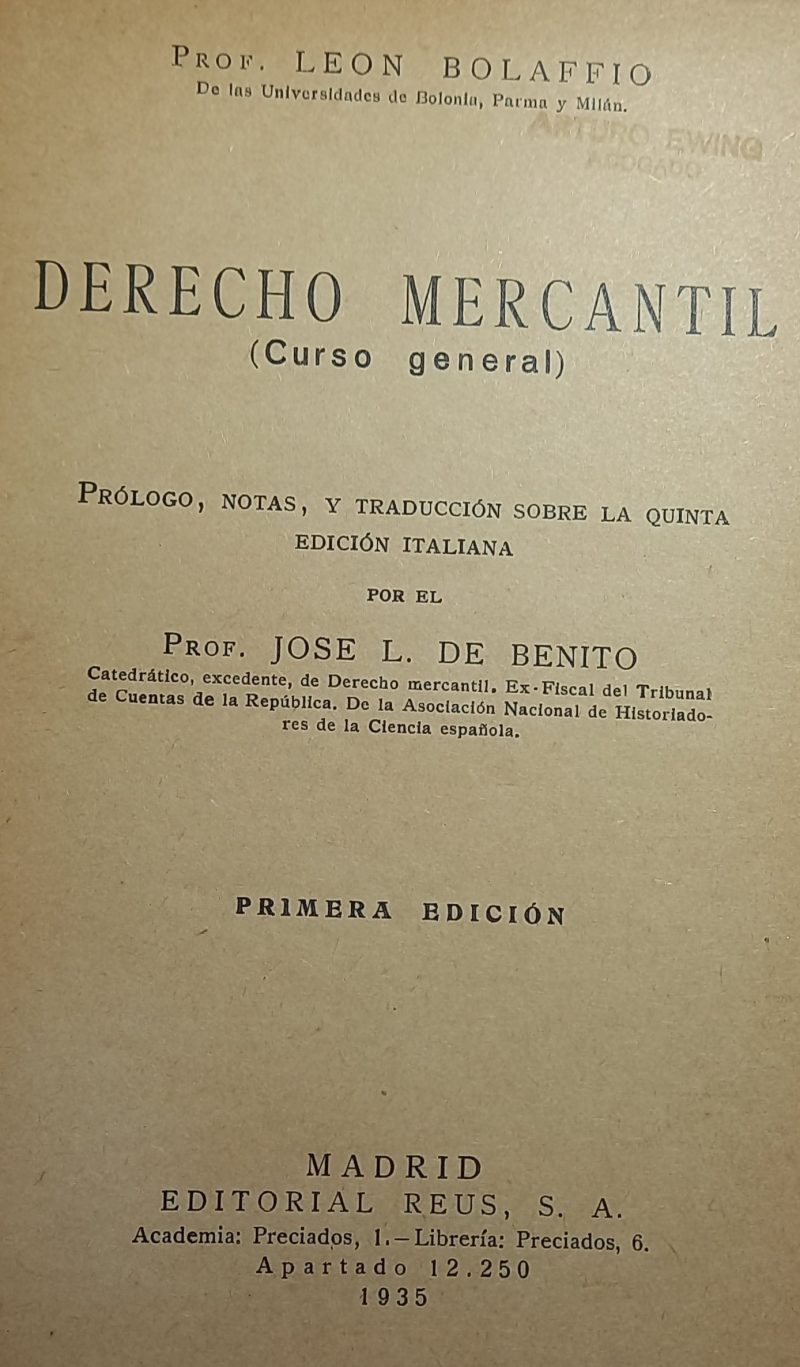 PROF. LEON BOLAFFIO
De las Universidades de Bolonia, Parma y Milán.
ARTURO EWING
ABOGADO
DERECHO MERCANTIL
(Curso general)
PRÓLOGO, NOTAS, Y TRADUCCIÓN SOBRE LA QUINTA
EDICIÓN ITALIANA
POR EL
PROF. JOSE L. DE BENITO
Catedrático, excedente, de Derecho mercantil. Ex-Fiscal del Tribunal
de Cuentas de la República. De la Asociación Nacional de Historiado-
res de la Ciencia española.
PRIMERA EDICIÓN
MADRID
EDITORIAL REUS, S. A.
Academia: Preciados, 1.—Librería: Preciados, 6.
Apartado 12.250
1935